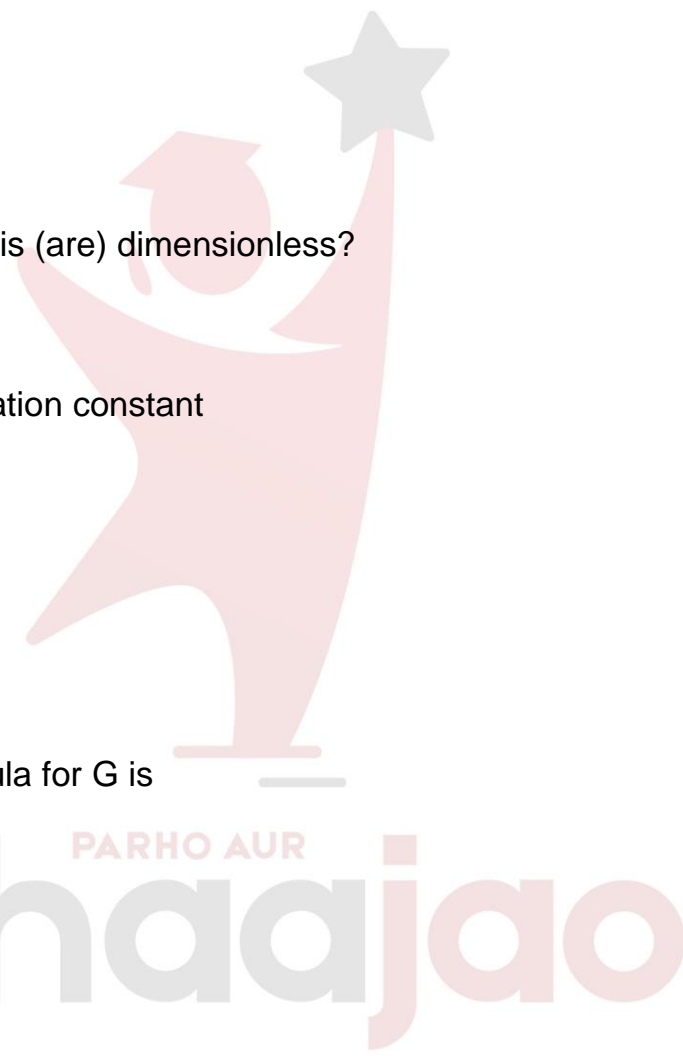 is (are) dimensionless?
ation constant
ula for G is
PARHO AUR
haajao